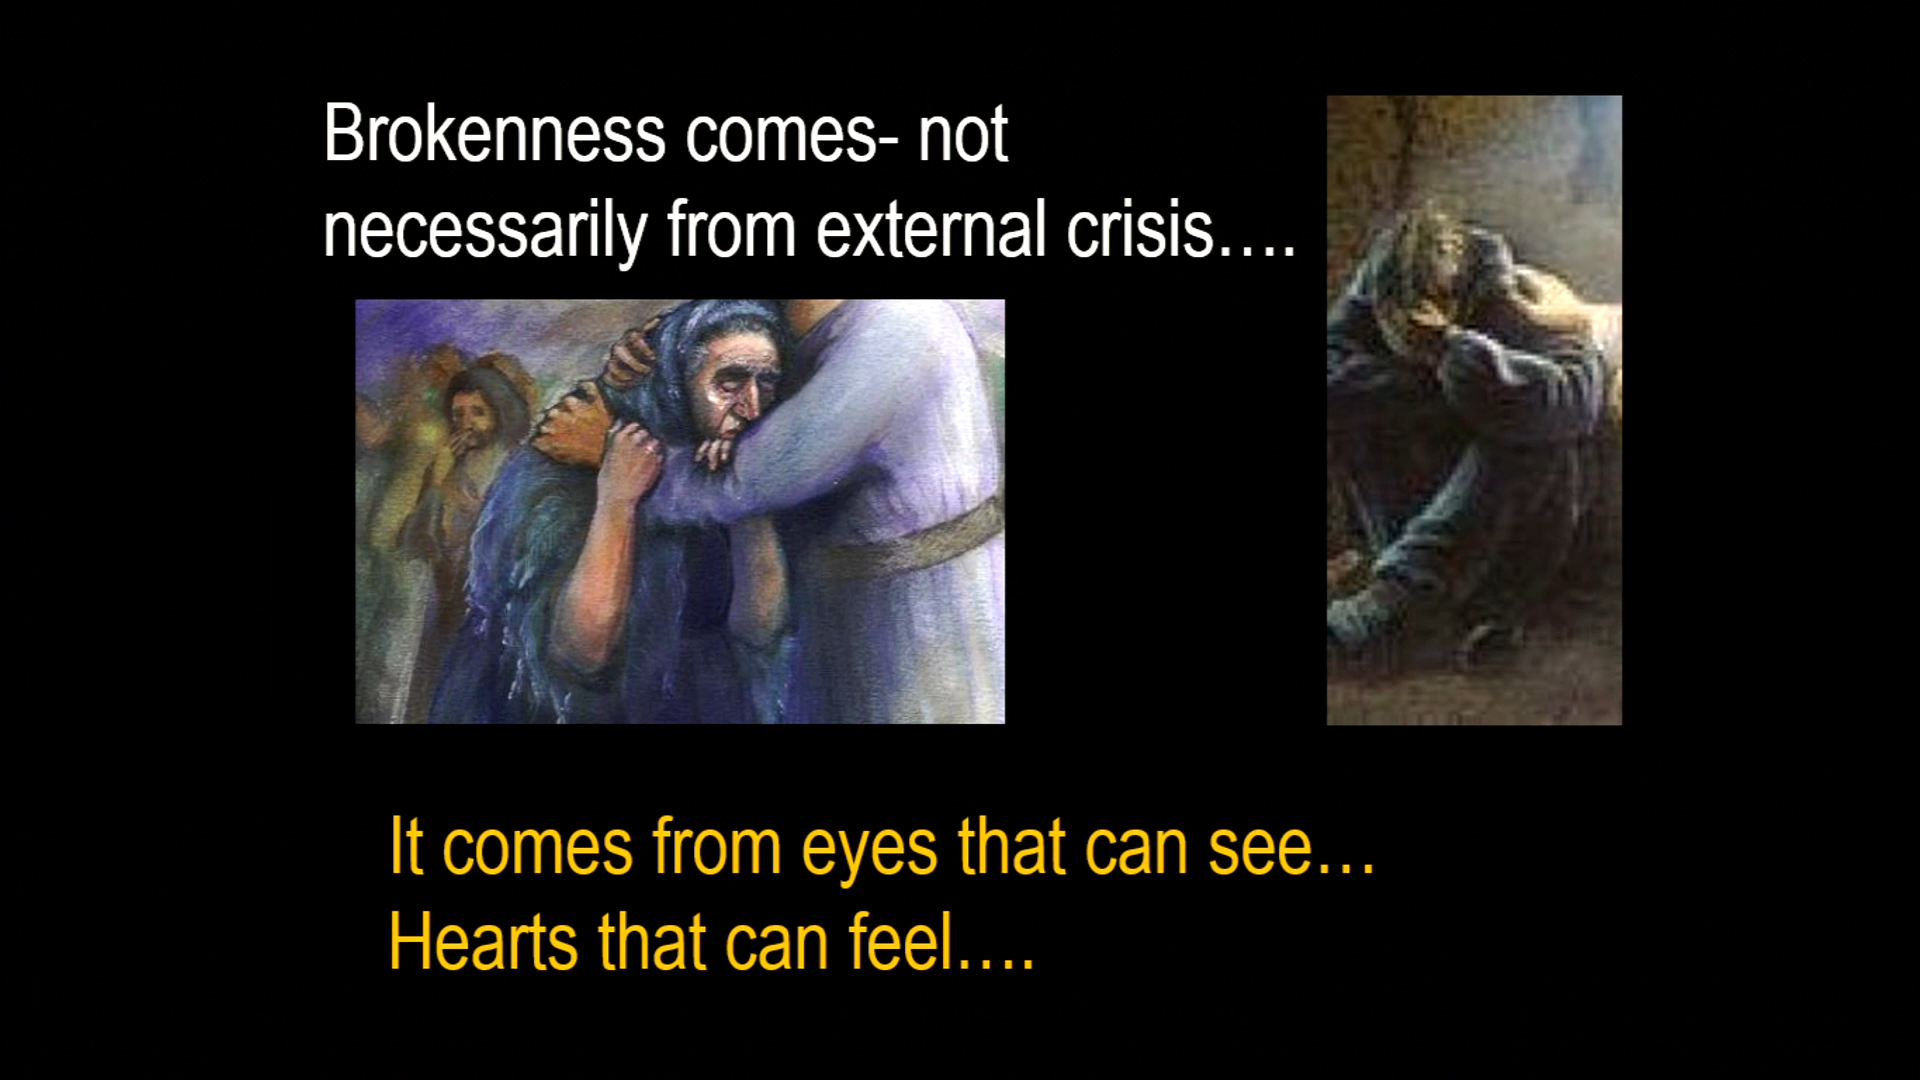 Brokenness comes- not
necessarily from external crisis….
It comes from eyes that can see…
Hearts that can feel….